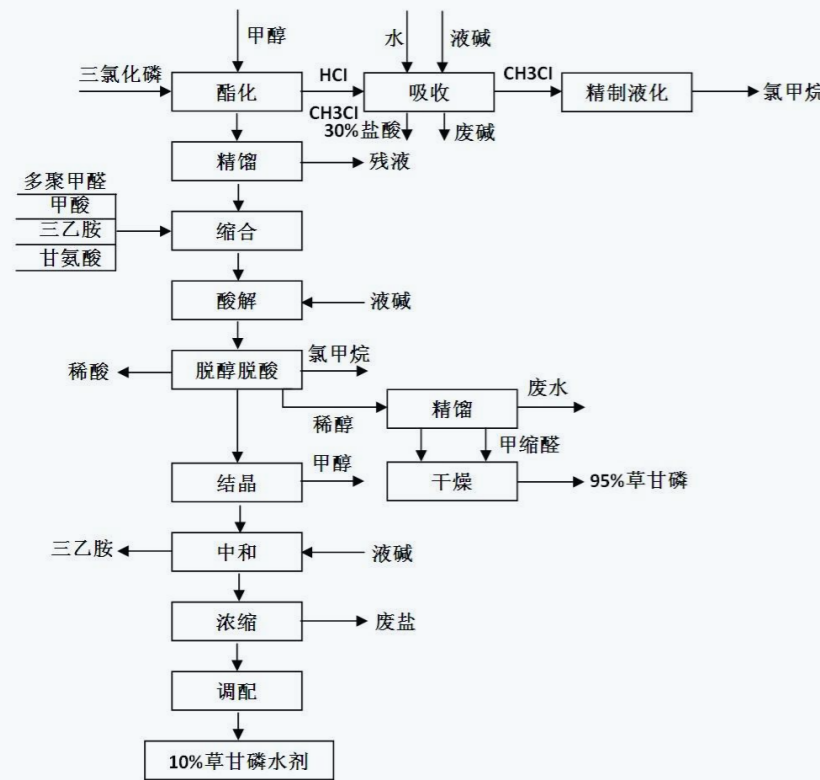 甲醇
水
液碱
三氯化磷
酯化
HCl
CH3Cl
吸收
CH3Cl
精制液化
氯甲烷
30%盐酸
废碱
精馏
残液
多聚甲醛
甲酸
三乙胺
甘氨酸
缩合
酸解
液碱
稀酸
脱醇脱酸
氯甲烷
稀醇
精馏
废水
甲缩醛
结晶
甲醇
干燥
95%草甘磷
三乙胺
中和
液碱
浓缩
废盐
调配
10%草甘磷水剂